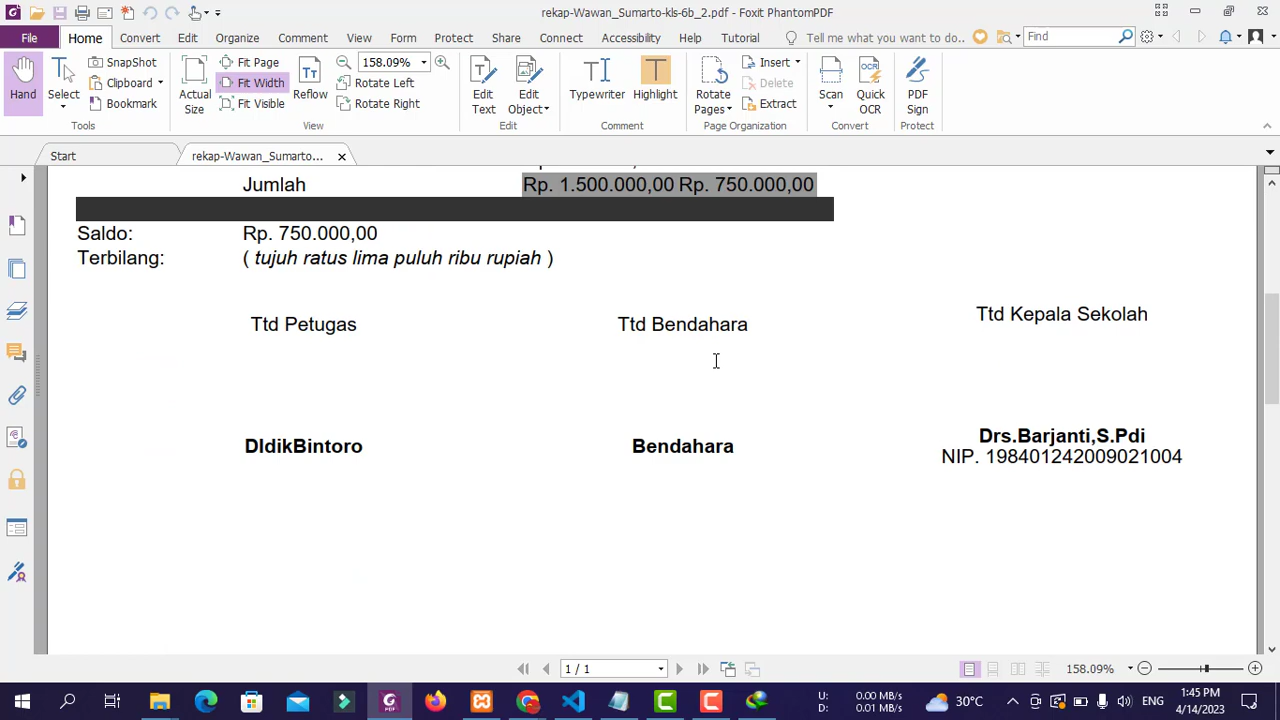 rekap-Wawan_Sumarto-kls-6b_2.pdf - Foxit PhantomPDF
File Home Convert Edit Organize Comment View Form Protect Share Connect Accessibility Help Tutorial Tell me what you want to do.. Find
Hand Select SnapShot Clipboard Bookmark
Tools
Actual Size Fit Page Fit Width Fit Visible Reflow 158.09% Rotate Left Rotate Right
View
Edit Text Edit Object
Edit
Typewriter Highlight
Comment
Rotate Pages Insert Delete Extract
Page Organization
Scan Quick OCR
Convert
PDF Sign
Protect
Start rekap-Wawan_Sumarto...
Jumlah Rp. 1.500.000,00 Rp. 750.000,00
Saldo: Rp. 750.000,00
Terbilang: ( tujuh ratus lima puluh ribu rupiah )
Ttd Petugas Ttd Bendahara Ttd Kepala Sekolah
DIdikBintoro Bendahara Drs.Barjanti,S.Pdi
NIP. 198401242009021004
1 / 1 158.09%
U: 0.00 MB/s
D: 0.01 MB/s
30°C ENG
1:45 PM
4/14/2023